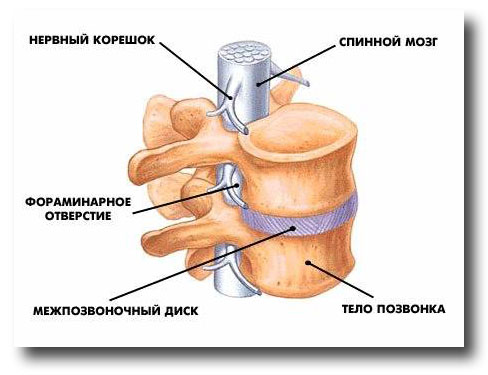 НЕРВНЫЙ КОРЕШОК
СПИННОЙ МОЗГ
ФОРАМИНАРНОЕ
ОТВЕРСТИЕ
МЕЖПОЗВОНОЧНЫЙ ДИСК
ТЕЛО ПОЗВОНКА